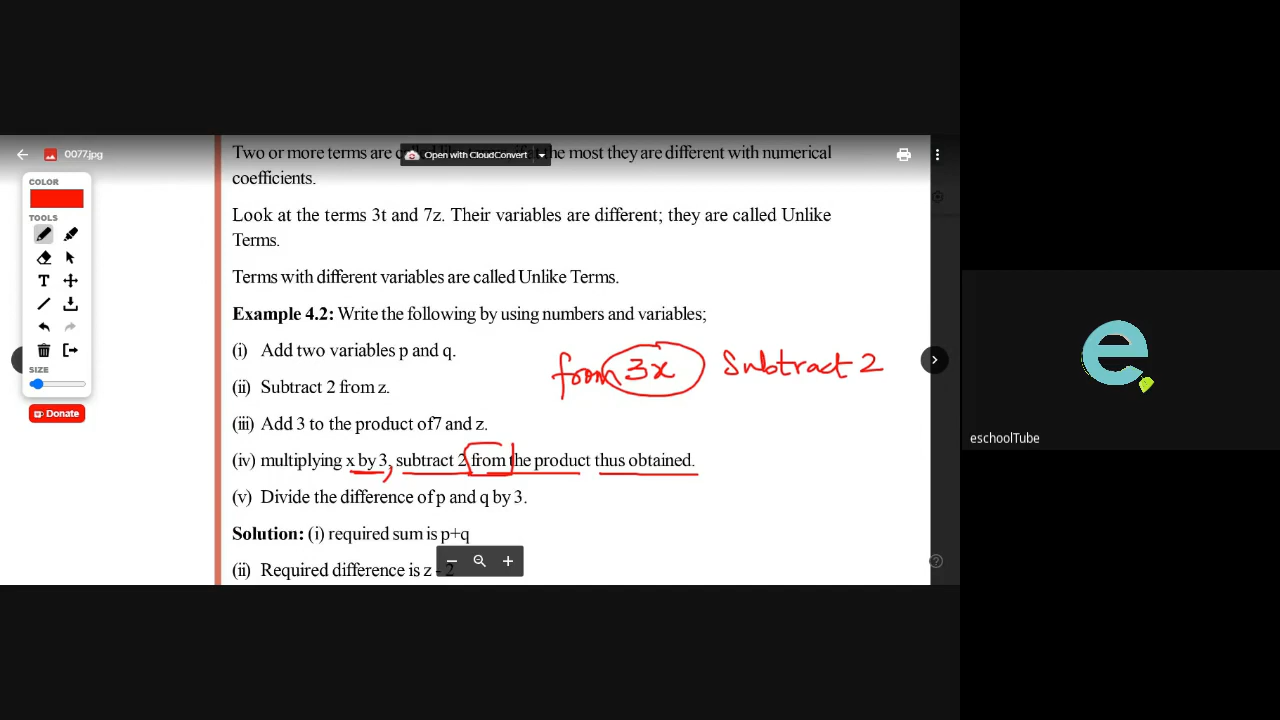 0077.jpg
Open with CloudConvert
COLOR
TOOLS
T
SIZE
Donate
Two or more terms are the most they are different with numerical
coefficients.
Look at the terms 3t and 7z. Their variables are different; they are called Unlike
Terms.
Terms with different variables are called Unlike Terms.
Example 4.2: Write the following by using numbers and variables;
(i) Add two variables p and q.
from 3x Subtract 2
(ii) Subtract 2 from z.
(iii) Add 3 to the product of7 and z.
(iv) multiplying x by 3, subtract 2 from the product thus obtained.
(v) Divide the difference of p and q by 3.
Solution: (i) required sum is p+q
(ii) Required difference is z - 2
e
eschoolTube